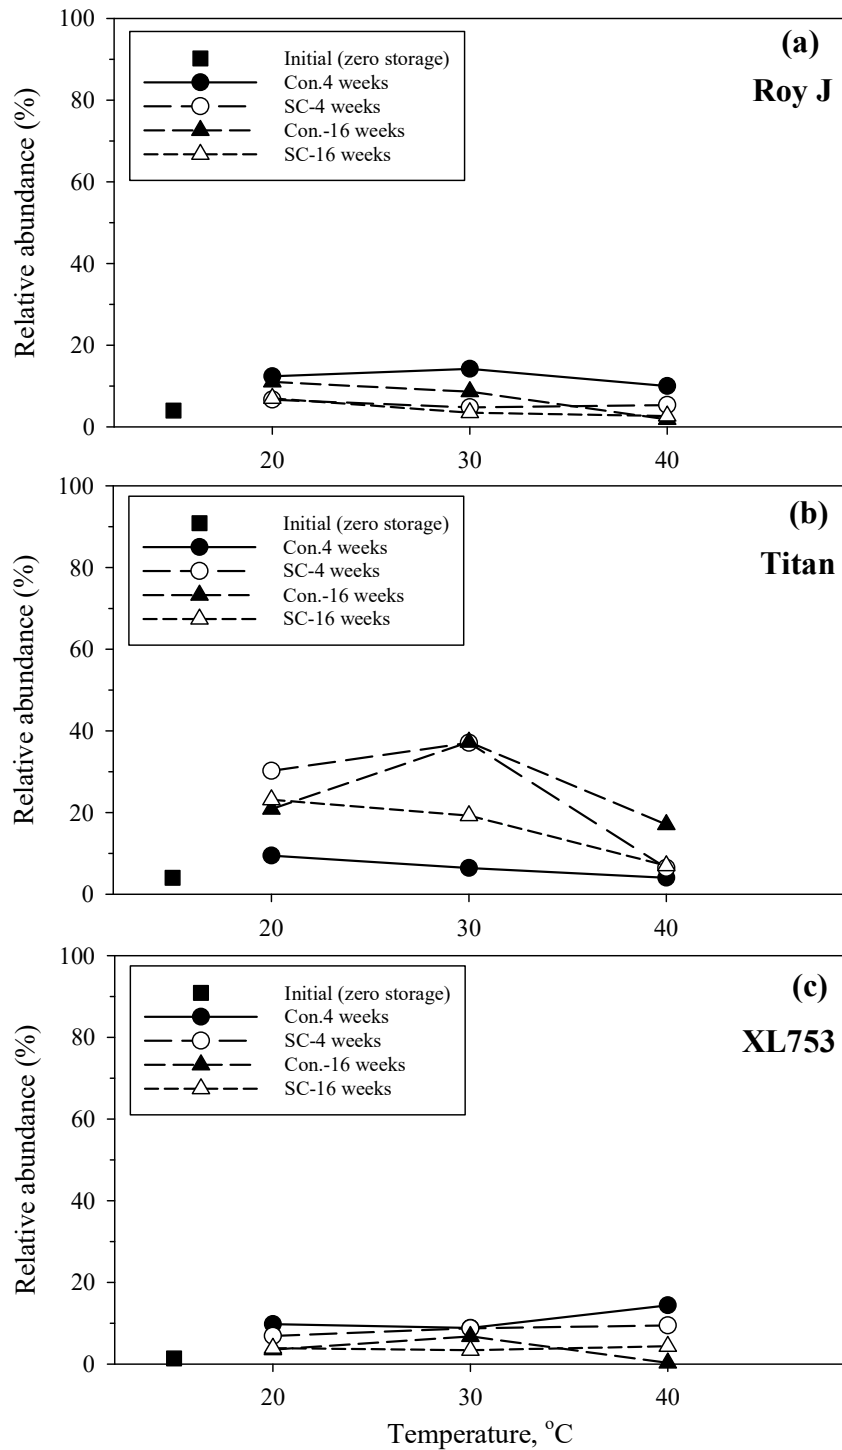 100
80
60
40
20
0
Relative abundance (%)
Initial (zero storage)
Con.4 weeks
SC-4 weeks
Con.-16 weeks
SC-16 weeks
(a)
Roy J
20 30 40
100
80
60
40
20
0
Relative abundance (%)
Initial (zero storage)
Con.4 weeks
SC-4 weeks
Con.-16 weeks
SC-16 weeks
(b)
Titan
20 30 40
100
80
60
40
20
0
Relative abundance (%)
Initial (zero storage)
Con.4 weeks
SC-4 weeks
Con.-16 weeks
SC-16 weeks
(c)
XL753
20 30 40
Temperature, °C